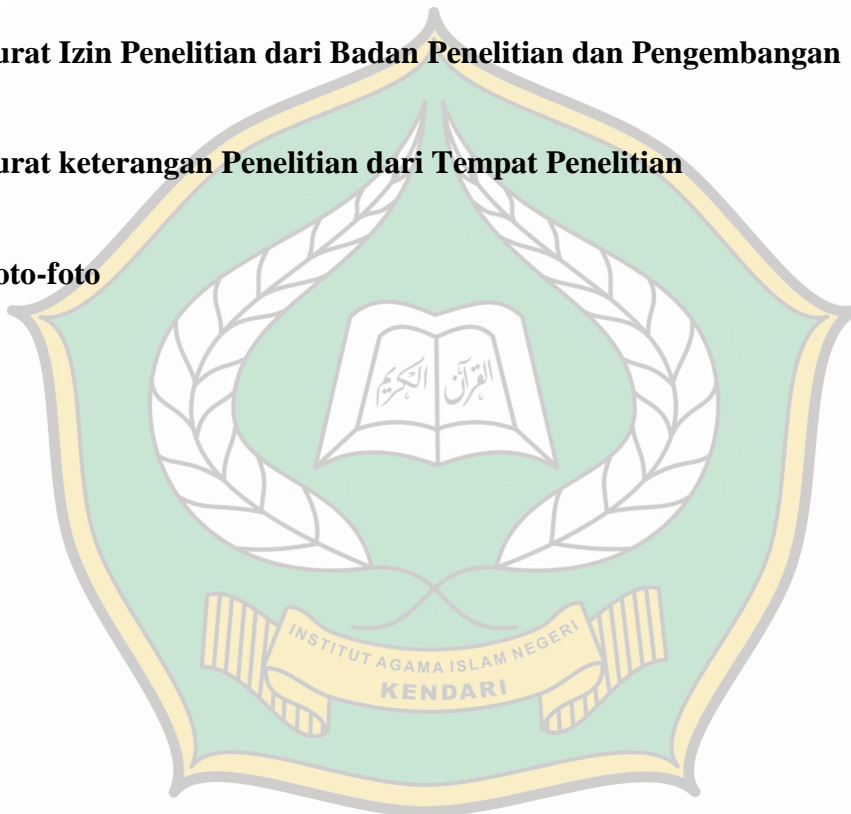 urat Izin Penelitian dari Badan Penelitian dan Pengembangan
urat keterangan Penelitian dari Tempat Penelitian
oto-foto
القرآن الكريم
INSTITUT AGAMA ISLAM NEGERI
KENDARI